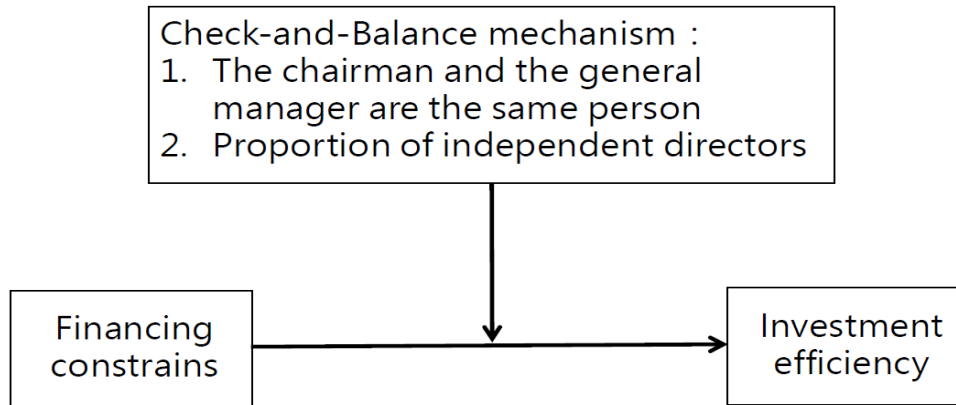 Check-and-Balance mechanism :
1. The chairman and the general
manager are the same person
2. Proportion of independent directors
Financing
constrains
Investment
efficiency